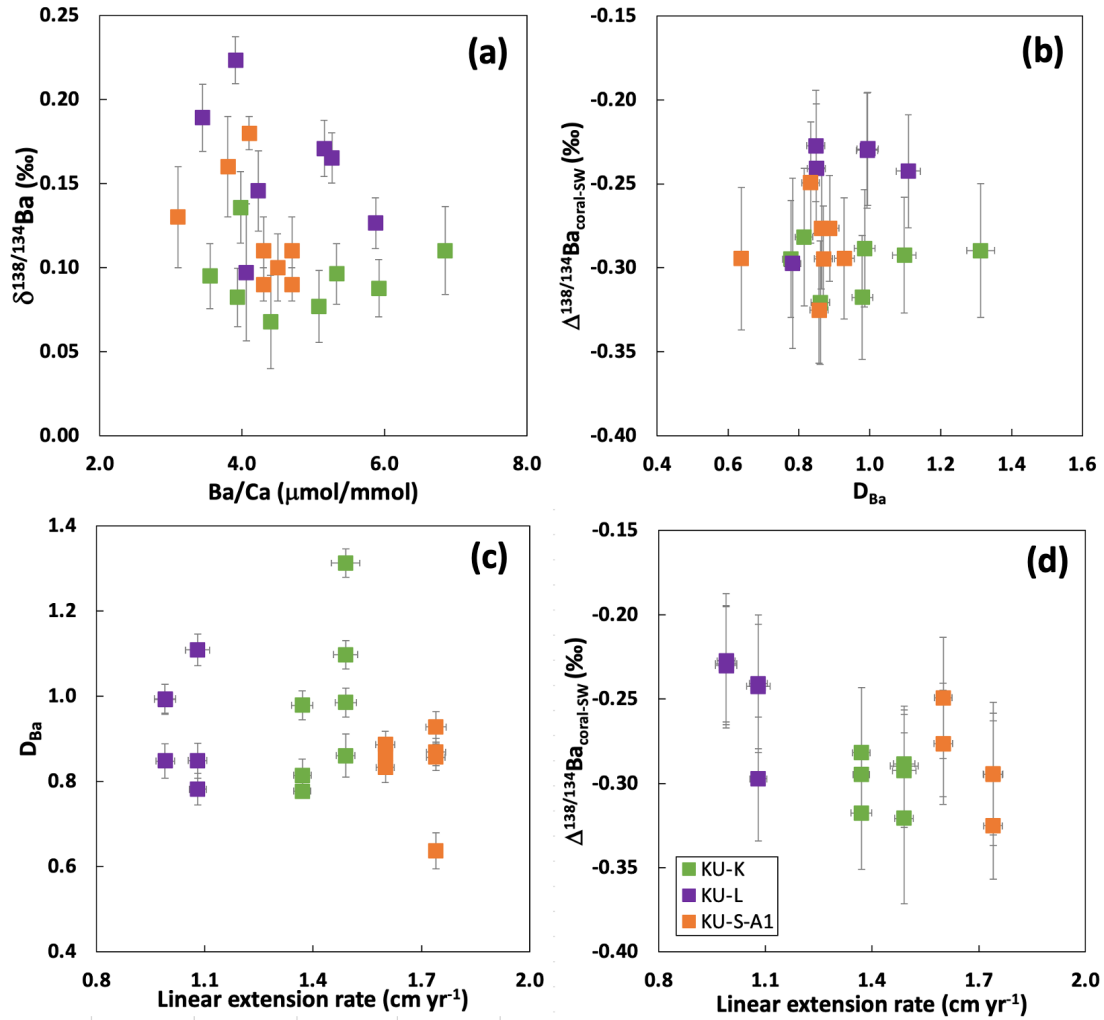 (a)
0.25
0.20
0.15
0.10
0.05
0.00
δ138/134Ba (‰)
2.0 4.0 6.0 8.0
Ba/Ca (μmol/mmol)
(b)
-0.15
-0.20
-0.25
-0.30
-0.35
-0.40
Δ138/134Bacoral-SW (‰)
0.4 0.6 0.8 1.0 1.2 1.4 1.6
DBa
(c)
1.4
1.2
1.0
0.8
0.6
0.4
DBa
0.8 1.1 1.4 1.7 2.0
Linear extension rate (cm yr-1)
(d)
-0.15
-0.20
-0.25
-0.30
-0.35
-0.40
Δ138/134Bacoral-SW (‰)
KU-K
KU-L
KU-S-A1
0.8 1.1 1.4 1.7 2.0
Linear extension rate (cm yr-1)